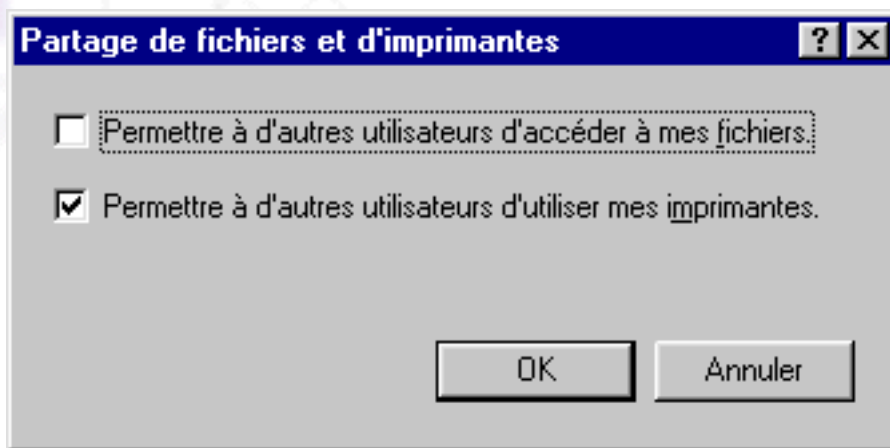 Partage de fichiers et d'imprimantes
Permettre à d'autres utilisateurs d'accéder à mes fichiers.
Permettre à d'autres utilisateurs d'utiliser mes imprimantes.
OK Annuler